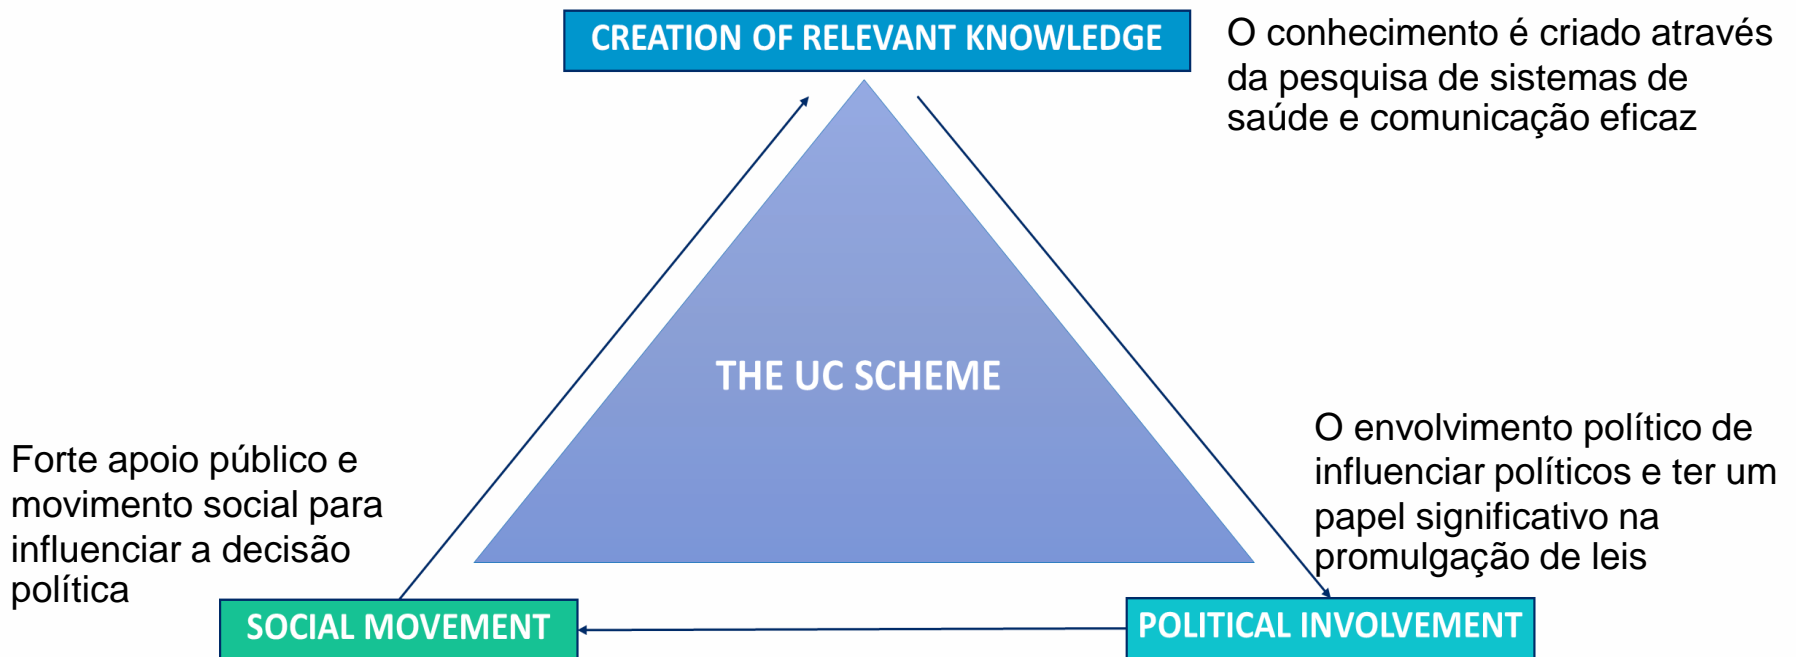 CREATION OF RELEVANT KNOWLEDGE
O conhecimento é criado através
da pesquisa de sistemas de
saúde e comunicação eficaz
THE UC SCHEME
Forte apoio público e
movimento social para
influenciar a decisão
política
O envolvimento político de
influenciar políticos e ter um
papel significativo na
promulgação de leis
SOCIAL MOVEMENT
POLITICAL INVOLVEMENT